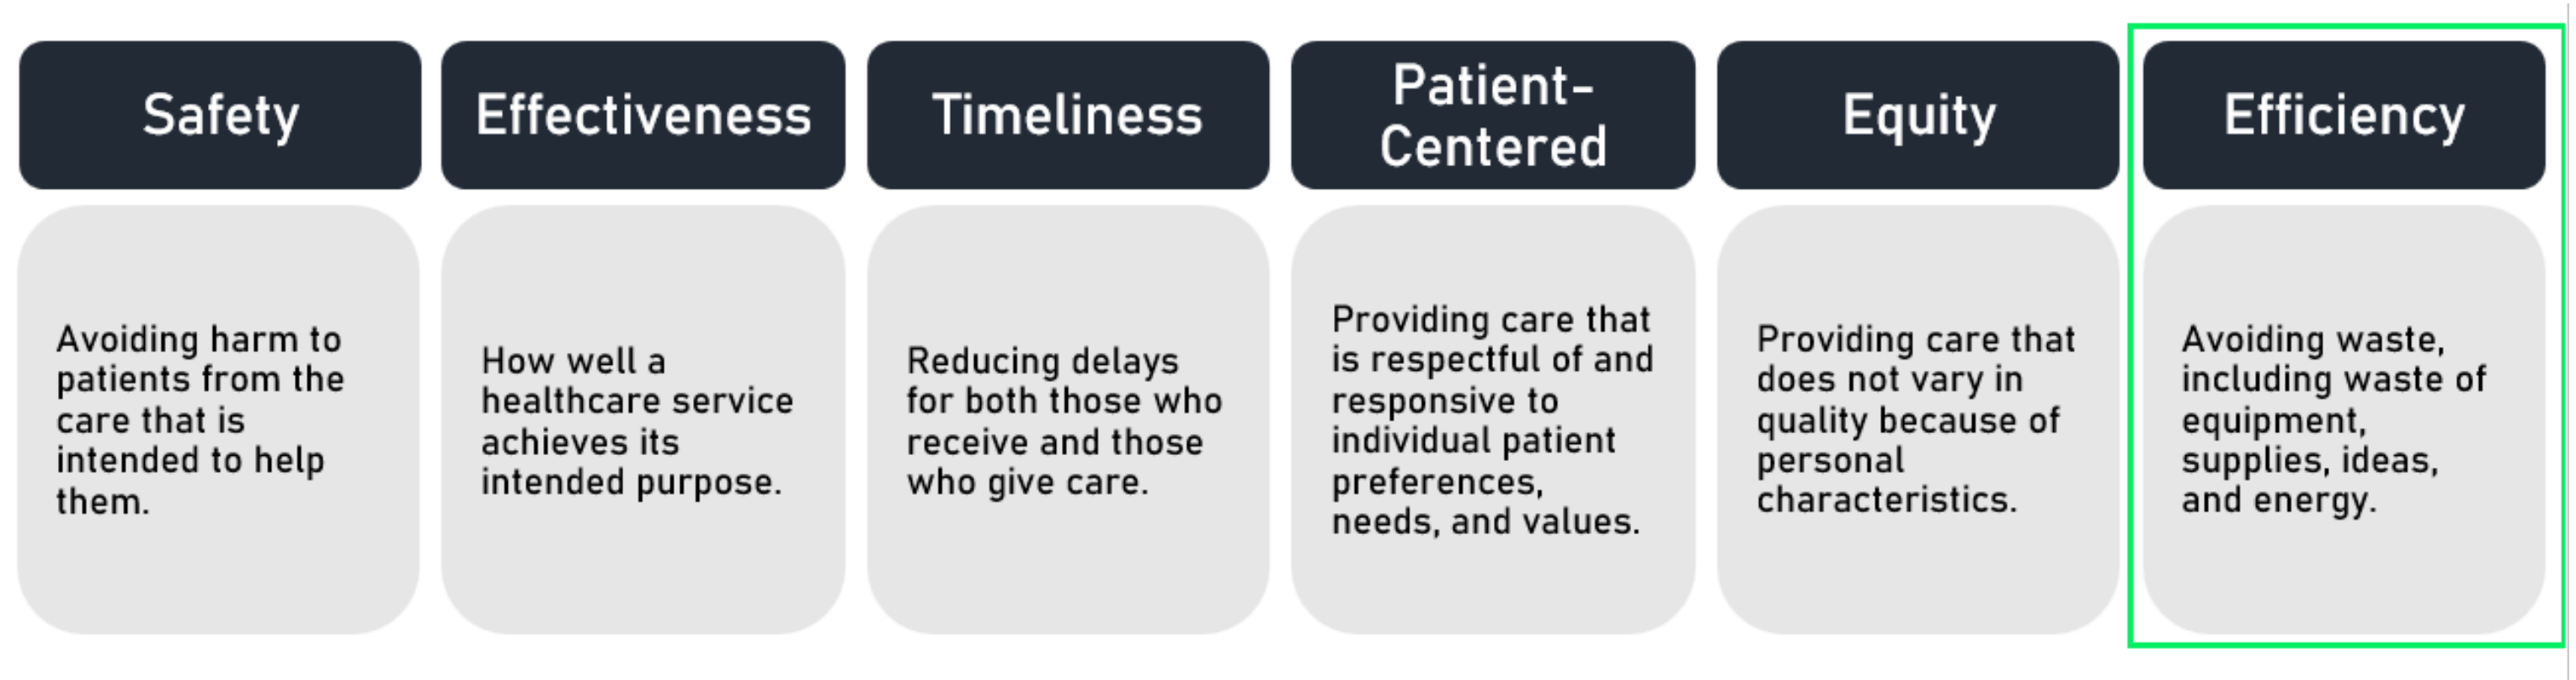 Safety
Avoiding harm to
patients from the
care that is
intended to help
them.
Effectiveness
How well a
healthcare service
achieves its
intended purpose.
Timeliness
Reducing delays
for both those who
receive and those
who give care.
Patient-
Centered
Providing care that
is respectful of and
responsive to
individual patient
preferences,
needs, and values.
Equity
Providing care that
does not vary in
quality because of
personal
characteristics.
Efficiency
Avoiding waste,
including waste of
equipment,
supplies, ideas,
and energy.